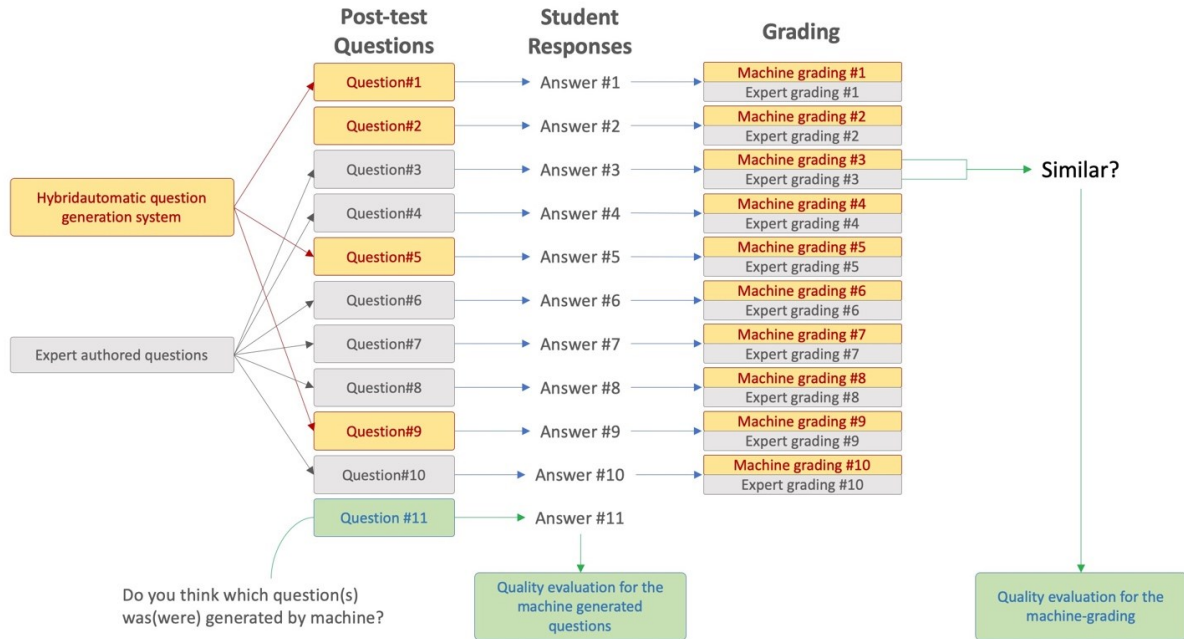 Post-test
Questions
Student
Responses
Grading
Question#1
Answer #1
Machine grading #1
Expert grading #1
Question#2
Answer #2
Machine grading #2
Expert grading #2
Question#3
Answer #3
Machine grading #3
Expert grading #3
Similar?
Hybridautomatic question
generation system
Question#4
Answer #4
Machine grading #4
Expert grading #4
Question#5
Answer #5
Machine grading #5
Expert grading #5
Question#6
Answer #6
Machine grading #6
Expert grading #6
Expert authored questions
Question#7
Answer #7
Machine grading #7
Expert grading #7
Question#8
Answer #8
Machine grading #8
Expert grading #8
Question#9
Answer #9
Machine grading #9
Expert grading #9
Question#10
Answer #10
Machine grading #10
Expert grading #10
Question #11
Answer #11
Do you think which question(s)
was(were) generated by machine?
Quality evaluation for the
machine generated
questions
Quality evaluation for the
machine-grading